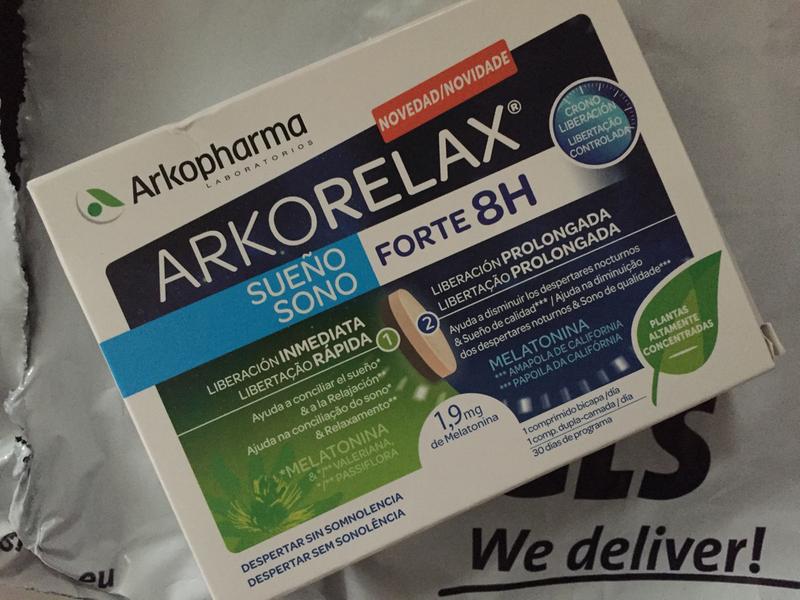 Arkopharma
LABORATORIOS
NOVEDAD/NOVIDADE
CRONO
LIBERACIÓN
LIBERTAÇÃO
CONTROLADA
ARKORELAX®
SUEÑO
SONO
FORTE 8H
LIBERACIÓN INMEDIATA
LIBERTAÇÃO RÁPIDA
1
Ayuda a conciliar el sueño*
& a la Relajación**
Ajuda na conciliação do sono*
& Relaxamento**
*MELATONINA
& */** VALERIANA,
*/** PASSIFLORA
2
LIBERACIÓN PROLONGADA
LIBERTAÇÃO PROLONGADA
Ayuda a disminuir los despertares nocturnos
& Sueño de calidad*** / Ajuda na diminuição
dos despertares noturnos & Sono de qualidade***
MELATONINA
*** AMAPOLA DE CALIFORNIA
*** PAPOILA DA CALIFÓRNIA
PLANTAS
ALTAMENTE
CONCENTRADAS
1,9 mg
de Melatonina
1 comprimido bicapa/día
1 comp. dupla-camada/dia
30 días de programa
DESPERTAR SIN SOMNOLENCIA
DESPERTAR SEM SONOLÊNCIA
GLS
We deliver!
eu